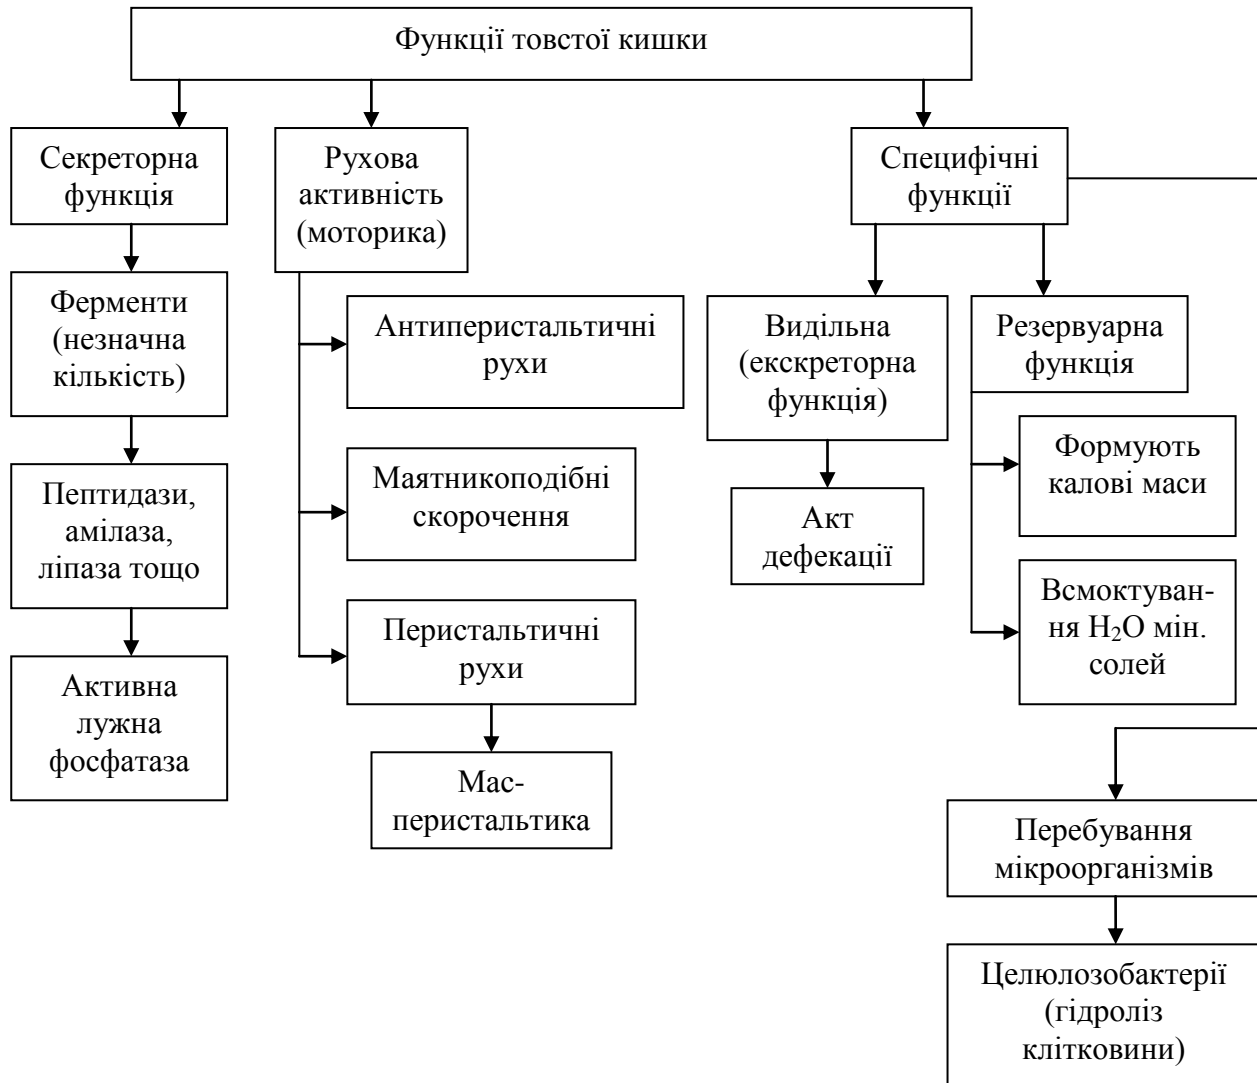 Функції товстої кишки
Секреторна
функція
Рухова
активність
(моторика)
Специфічні
функції
Ферменти
(незначна
кількість)
Антиперистальтичні
рухи
Видільна
(екскреторна
функція)
Резервуарна
функція
Пептидази,
амілаза,
ліпаза тощо
Маятникоподібні
скорочення
Акт
дефекації
Формують
калові маси
Активна
лужна
фосфатаза
Перистальтичні
рухи
Всмоктуван-
ня H₂O мін.
солей
Мас-
перистальтика
Перебування
мікроорганізмів
Целюлозобактерії
(гідроліз
клітковини)